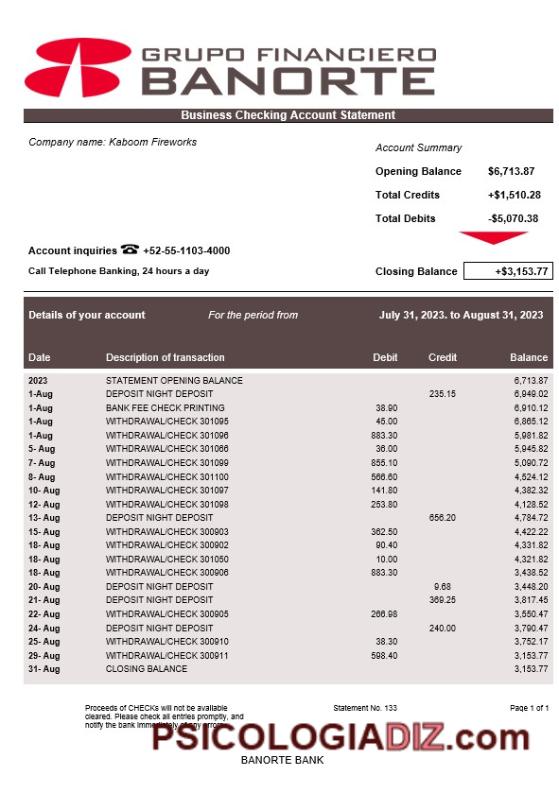 GRUPO FINANCIERO
BANORTE
Business Checking Account Statement
Company name: Kaboom Fireworks
Account Summary
Opening Balance $6,713.87
Total Credits +$1,510.28
Total Debits -$5,070.38
Account inquiries ☎ +52-55-1103-4000
Call Telephone Banking, 24 hours a day
Closing Balance +$3,153.77
Details of your account For the period from July 31, 2023. to August 31, 2023
Date Description of transaction Debit Credit Balance
2023 STATEMENT OPENING BALANCE 6,713.87
1-Aug DEPOSIT NIGHT DEPOSIT 235.15 6,949.02
1-Aug BANK FEE CHECK PRINTING 38.90 6,910.12
1-Aug WITHDRAWAL/CHECK 301095 45.00 6,865.12
1-Aug WITHDRAWAL/CHECK 301096 883.30 5,981.82
5- Aug WITHDRAWAL/CHECK 301066 36.00 5,945.82
7- Aug WITHDRAWAL/CHECK 301099 855.10 5,090.72
8- Aug WITHDRAWAL/CHECK 301100 566.60 4,524.12
10- Aug WITHDRAWAL/CHECK 301097 141.80 4,382.32
12- Aug WITHDRAWAL/CHECK 301098 253.80 4,128.52
13- Aug DEPOSIT NIGHT DEPOSIT 656.20 4,784.72
15- Aug WITHDRAWAL/CHECK 300903 362.50 4,422.22
18- Aug WITHDRAWAL/CHECK 300902 90.40 4,331.82
18- Aug WITHDRAWAL/CHECK 301050 10.00 4,321.82
18- Aug WITHDRAWAL/CHECK 300906 883.30 3,438.52
20- Aug DEPOSIT NIGHT DEPOSIT 9.68 3,448.20
21- Aug DEPOSIT NIGHT DEPOSIT 369.25 3,817.45
22- Aug WITHDRAWAL/CHECK 300905 266.98 3,550.47
24- Aug DEPOSIT NIGHT DEPOSIT 240.00 3,790.47
25- Aug WITHDRAWAL/CHECK 300910 38.30 3,752.17
29- Aug WITHDRAWAL/CHECK 300911 598.40 3,153.77
31- Aug CLOSING BALANCE 3,153.77
Proceeds of CHECKs will not be available Statement No. 133 Page 1 of 1
cleared. Please check all entries promptly, and
notify the bank immediately of any errors
PSICOLOGIADIZ.com
BANORTE BANK